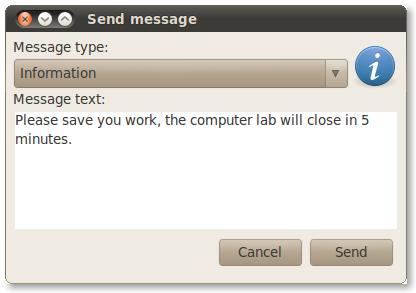 Send message
Message type:
Information
Message text:
Please save you work, the computer lab will close in 5
minutes.
Cancel
Send